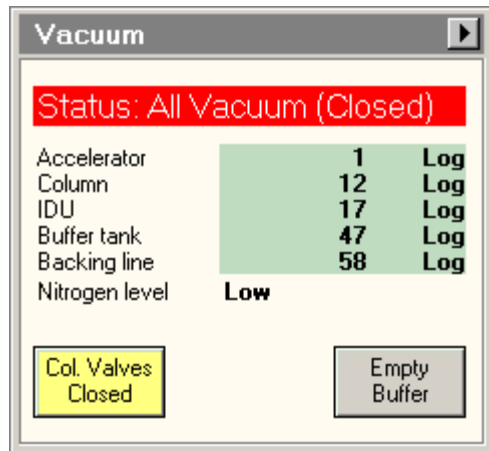 Vacuum
Status: All Vacuum (Closed)
Accelerator 1 Log
Column 12 Log
IDU 17 Log
Buffer tank 47 Log
Backing line 58 Log
Nitrogen level Low
Col. Valves
Closed
Empty
Buffer